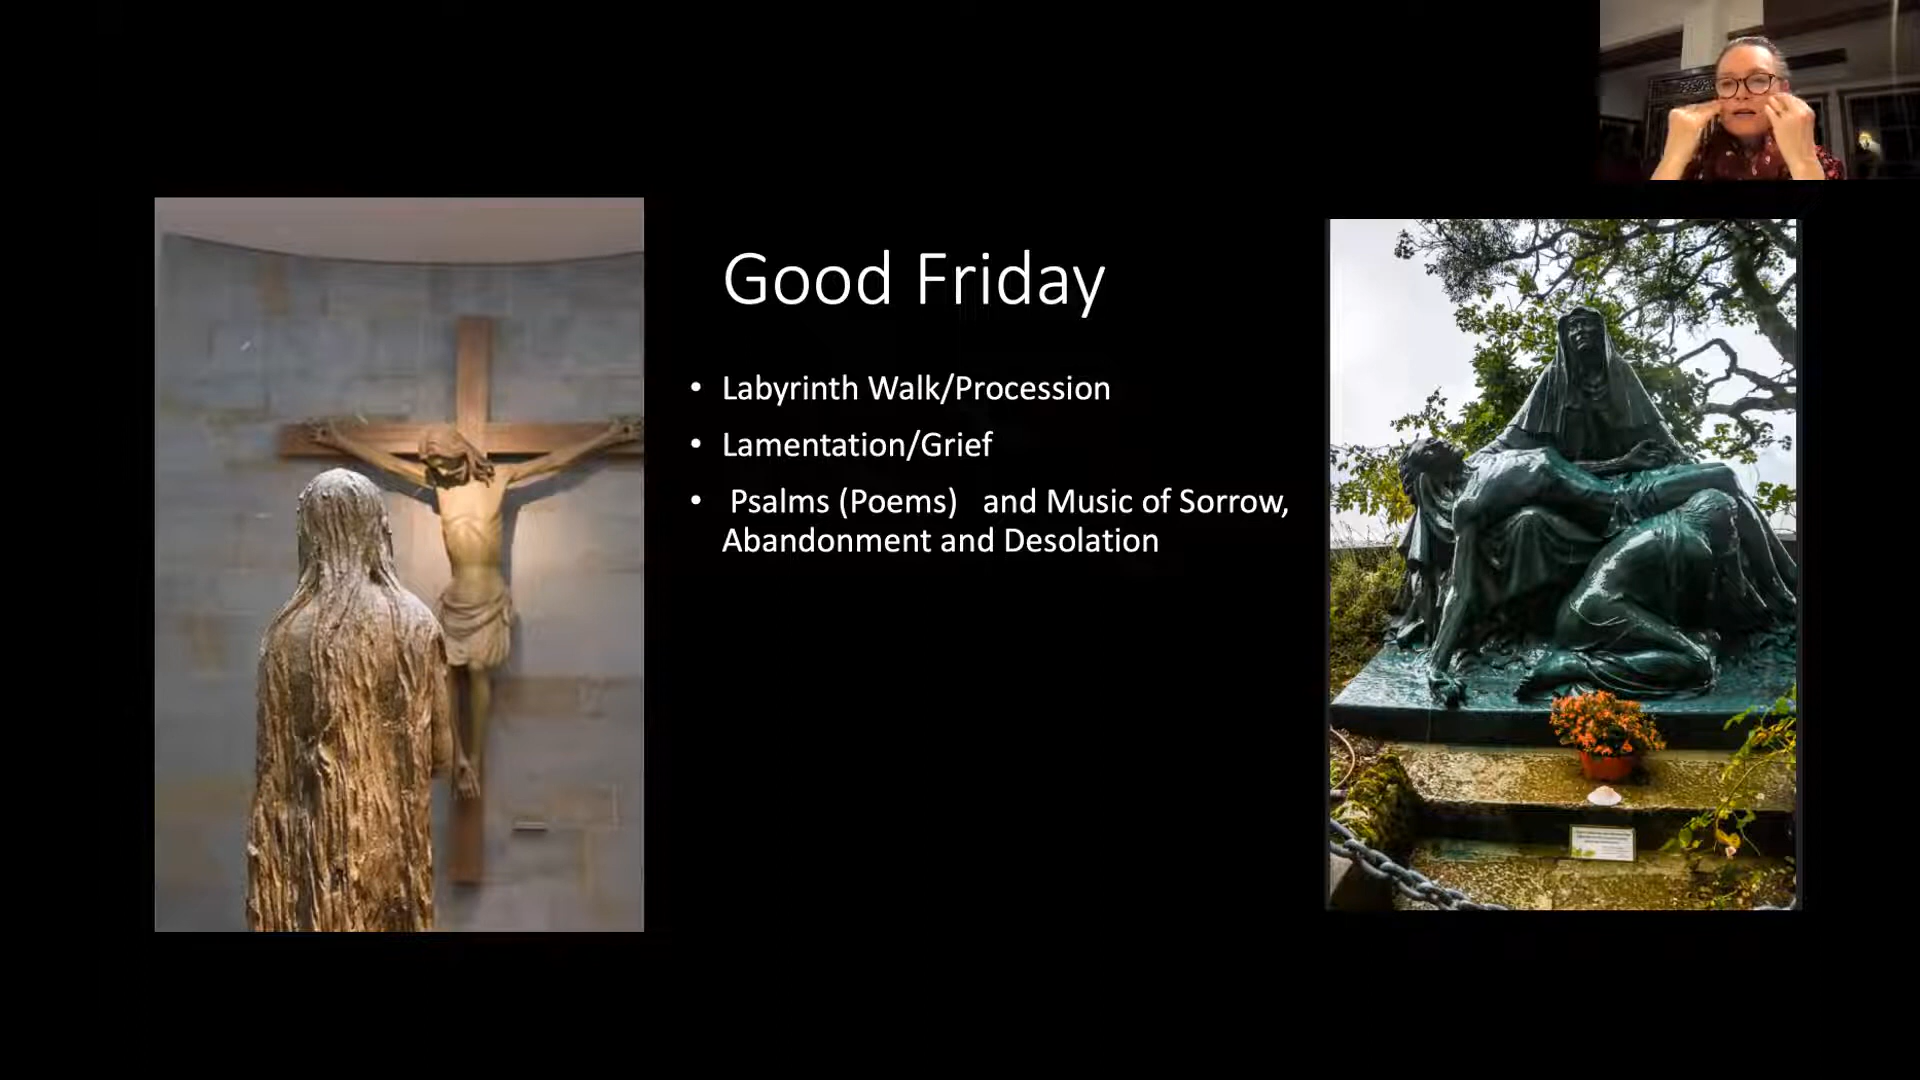 Good Friday
• Labyrinth Walk/Procession
• Lamentation/Grief
• Psalms (Poems) and Music of Sorrow,
Abandonment and Desolation